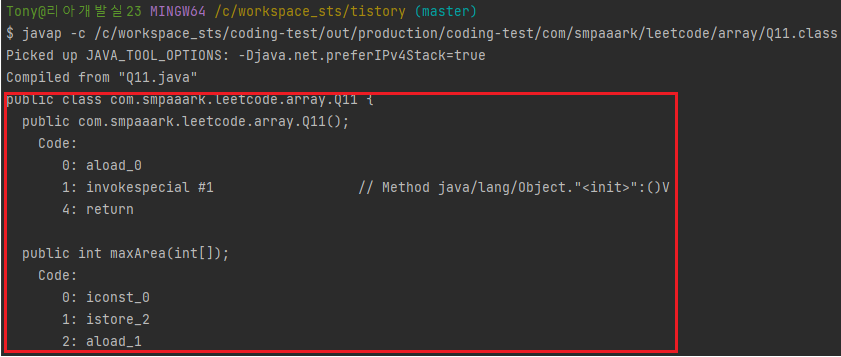 Tony@리아개발실23 MINGW64 /c/workspace_sts/tistory (master)
$ javap -c /c/workspace_sts/coding-test/out/production/coding-test/com/smpaaark/leetcode/array/Q11.class
Picked up JAVA_TOOL_OPTIONS: -Djava.net.preferIPv4Stack=true
Compiled from "Q11.java"
public class com.smpaaark.leetcode.array.Q11 {
  public com.smpaaark.leetcode.array.Q11();
    Code:
       0: aload_0
       1: invokespecial #1                  // Method java/lang/Object."<init>":()V
       4: return

  public int maxArea(int[]);
    Code:
       0: iconst_0
       1: istore_2
       2: aload_1